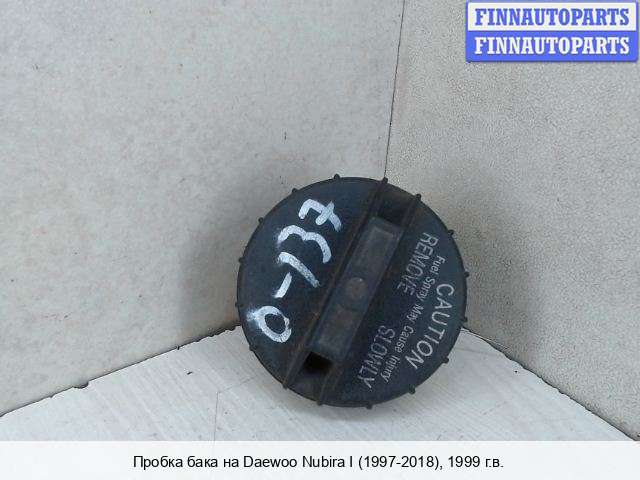 FINNAUTOPARTS
FINNAUTOPARTS
0-137
CAUTION
Fuel Spray May Cause Injury
REMOVE SLOWLY
Пробка бака на Daewoo Nubira I (1997-2018), 1999 г.в.